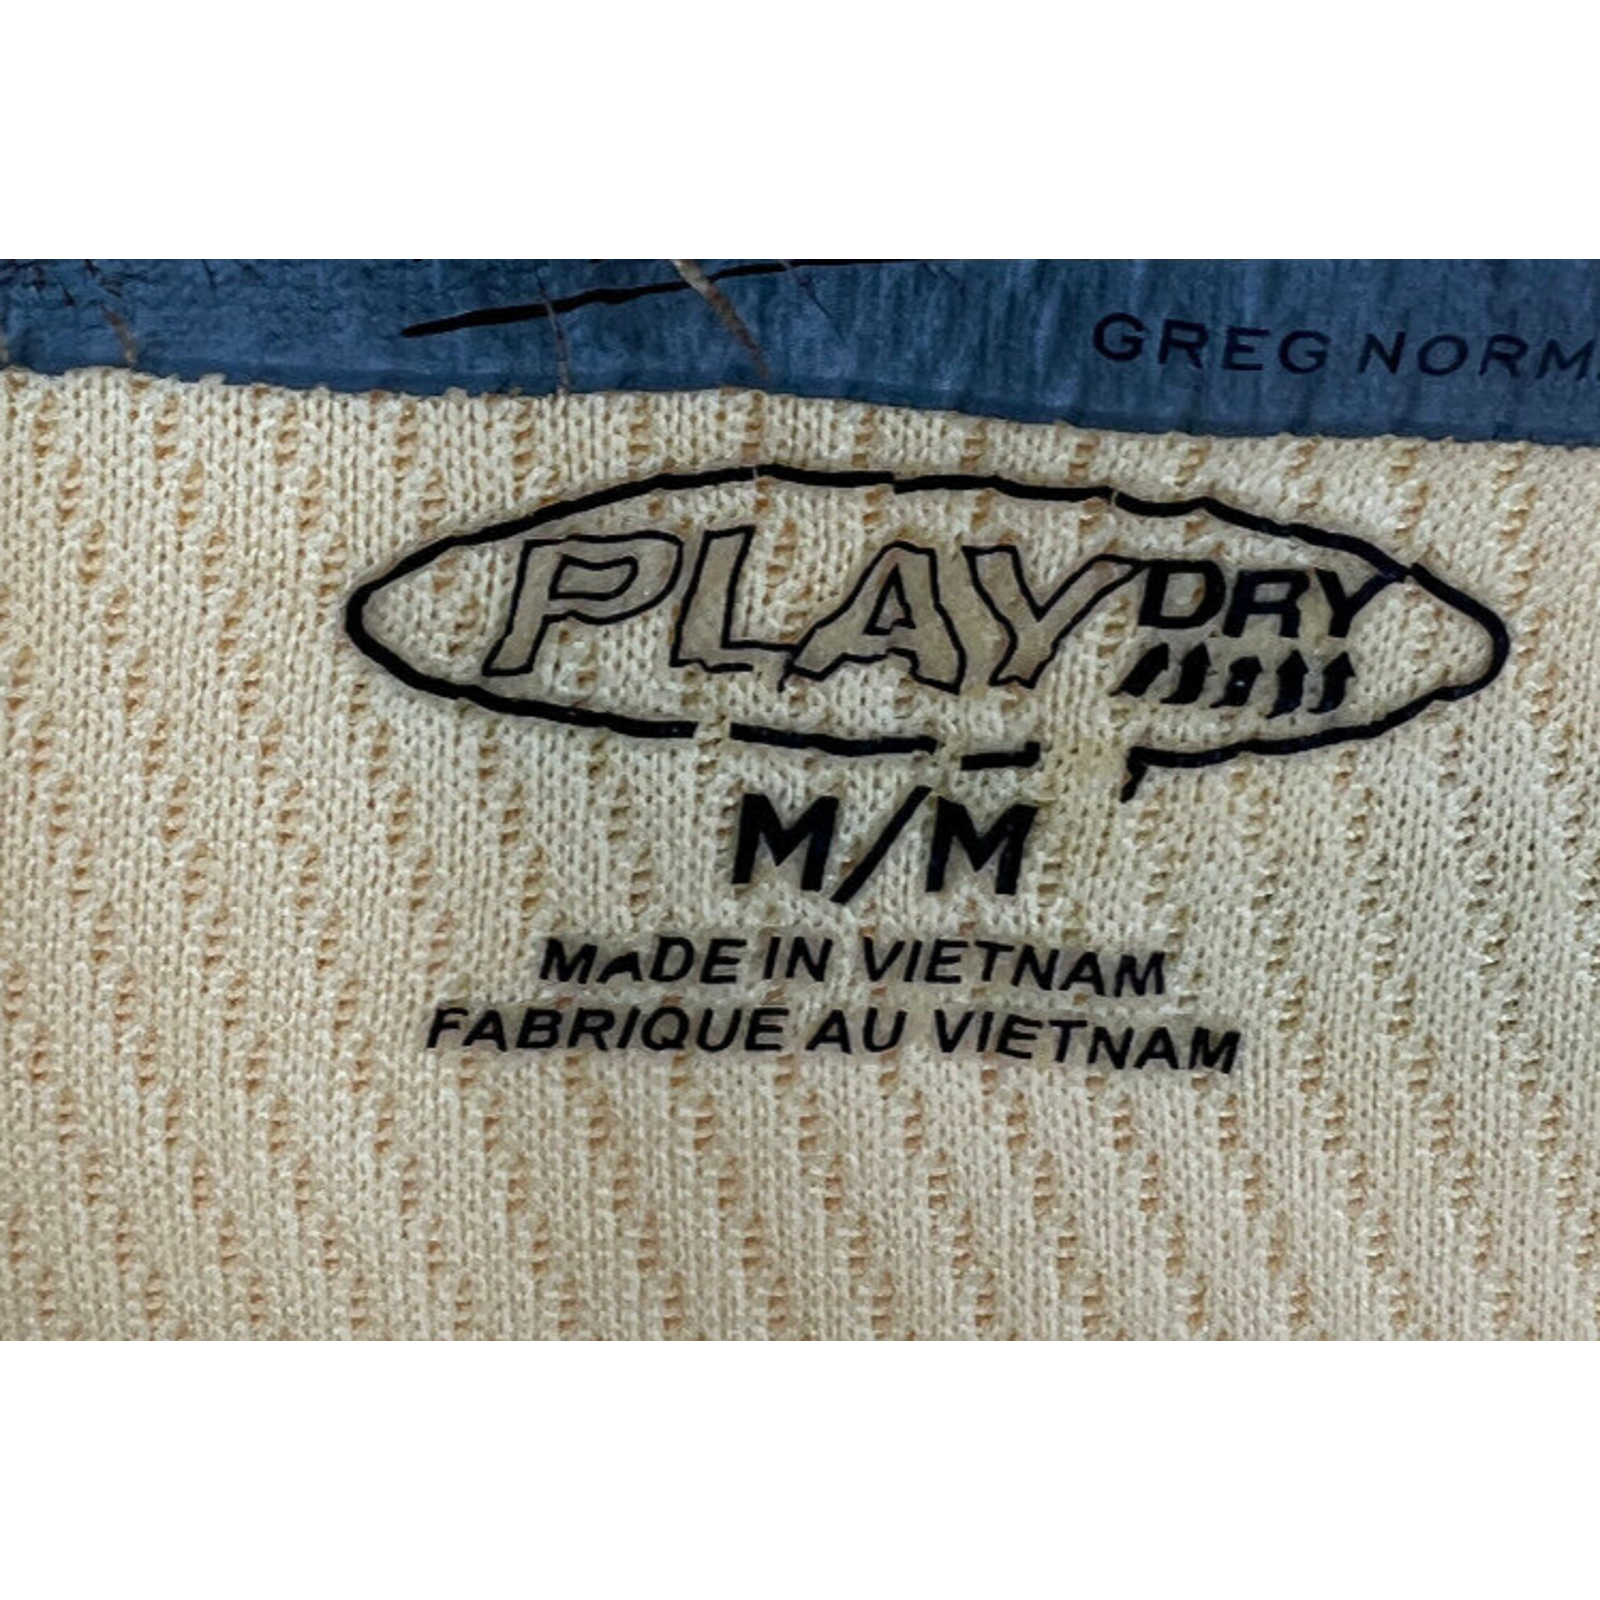 GREG NORM
PLAY DRY
M/M
MADE IN VIETNAM
FABRIQUE AU VIETNAM